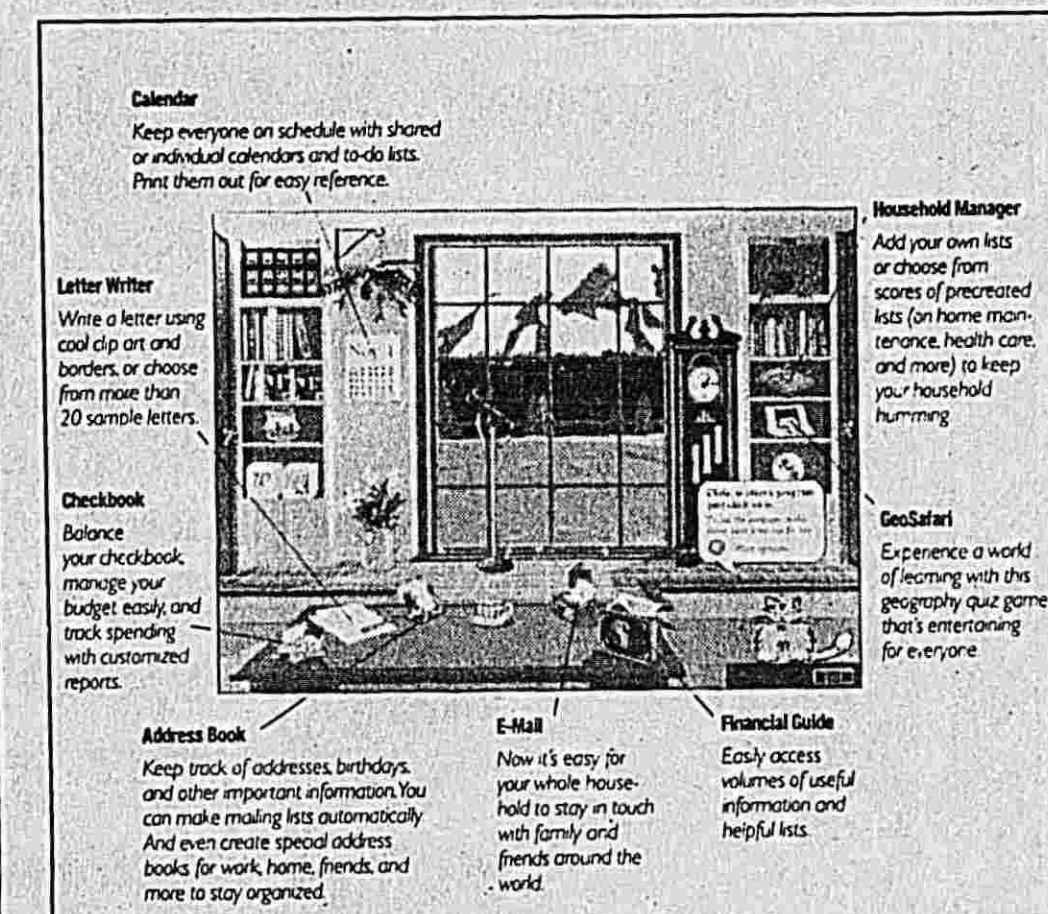 Calendar
Keep everyone on schedule with shared
or individual calendars and to-do lists.
Print them out for easy reference.
Household Manager
Add your own lists
or choose from
scores of precreated
lists (on home main-
tenance, health care,
and more) to keep
your household
humming
Letter Writer
Write a letter using
cool clip art and
borders, or choose
from more than
20 sample letters.
Checkbook
Balance
your checkbook,
manage your
budget easily, and
track spending
with customized
reports.
GeoSafari
Experience a world
of learning with this
geography quiz game
that's entertaining
for everyone
Address Book
Keep track of addresses, birthdays,
and other important information. You
can make mailing lists automatically
And even create special address
books for work, home, friends, and
more to stay organized.
E-Mail
Now it's easy for
your whole house-
hold to stay in touch
with family and
friends around the
world.
Financial Guide
Easily access
volumes of useful
information and
helpful lists